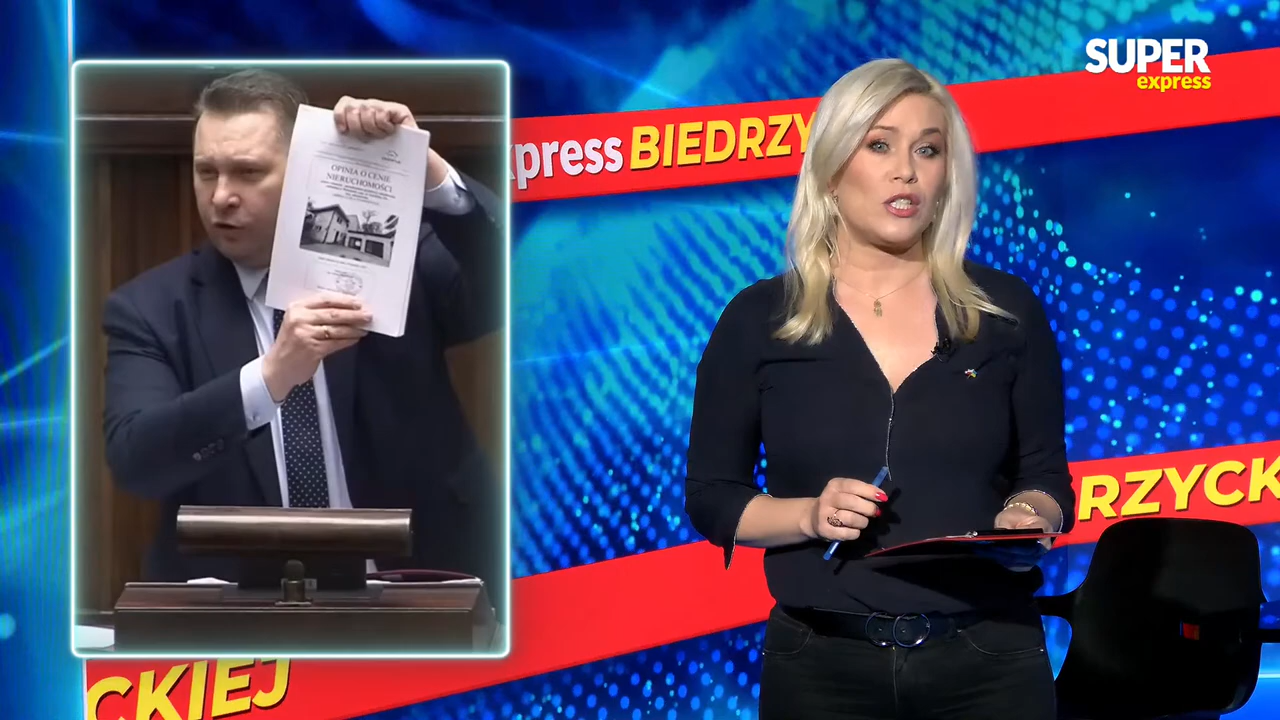 SUPER
express
xpress BIEDRZY
OPINIA O CENIE
NIERUCHOMOŚCI
RZYCK
CKIEJ